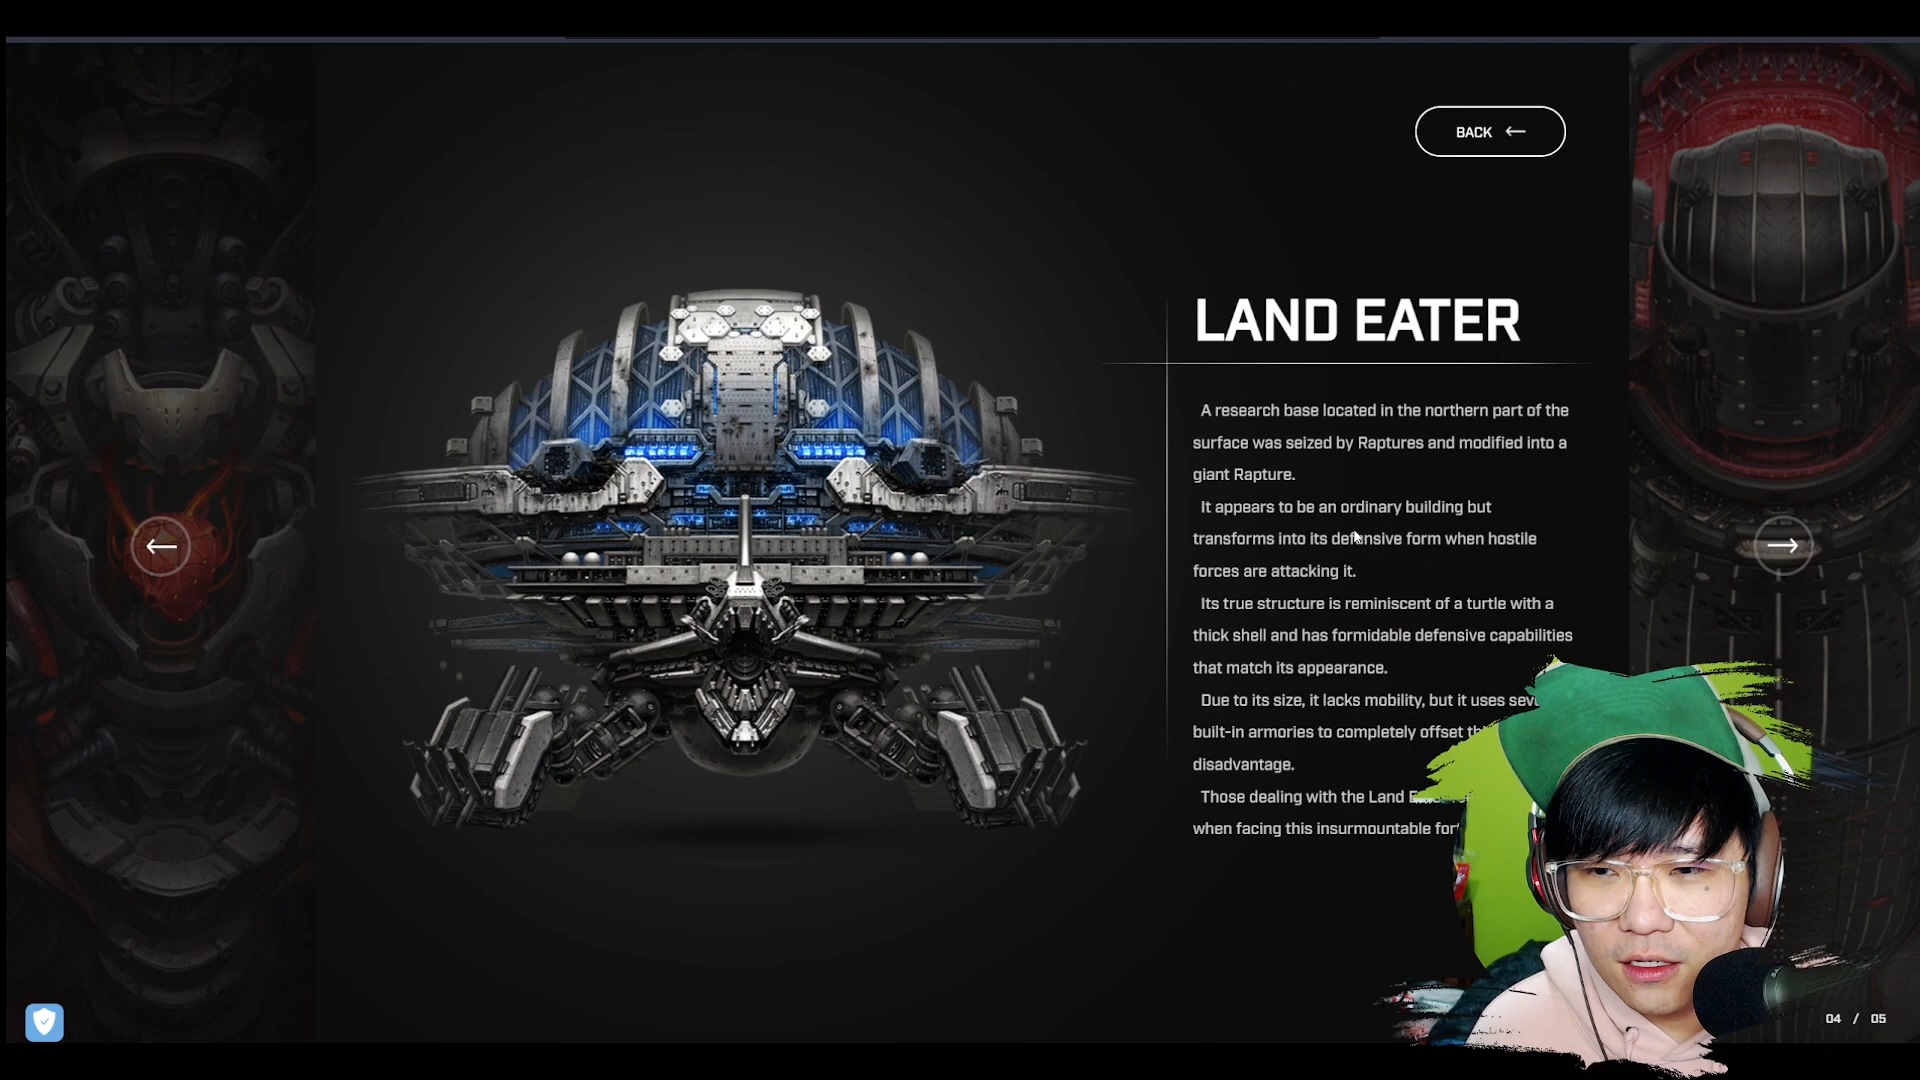 BACK
LAND EATER
A research base located in the northern part of the
surface was seized by Raptures and modified into a
giant Rapture.
It appears to be an ordinary building but
transforms into its defensive form when hostile
forces are attacking it.
Its true structure is reminiscent of a turtle with a
thick shell and has formidable defensive capabilities
that match its appearance.
Due to its size, it lacks mobility, but it uses
built-in armories to completely offset
disadvantage.
Those dealing with the Land
when facing this insurmountable
04 / 05